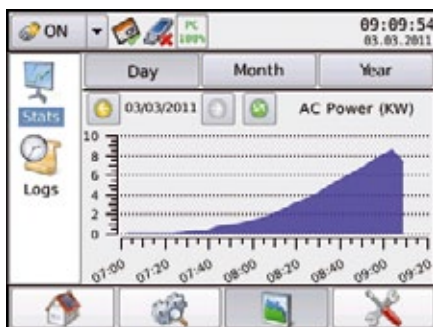 ON
PC
100%
09:09:54
03.03.2011
Day Month Year
Stats
03/03/2011
AC Power (KW)
Logs
10
8
6
4
2
0
07:00 07:20 07:40 08:00 08:20 08:40 09:00 09:20